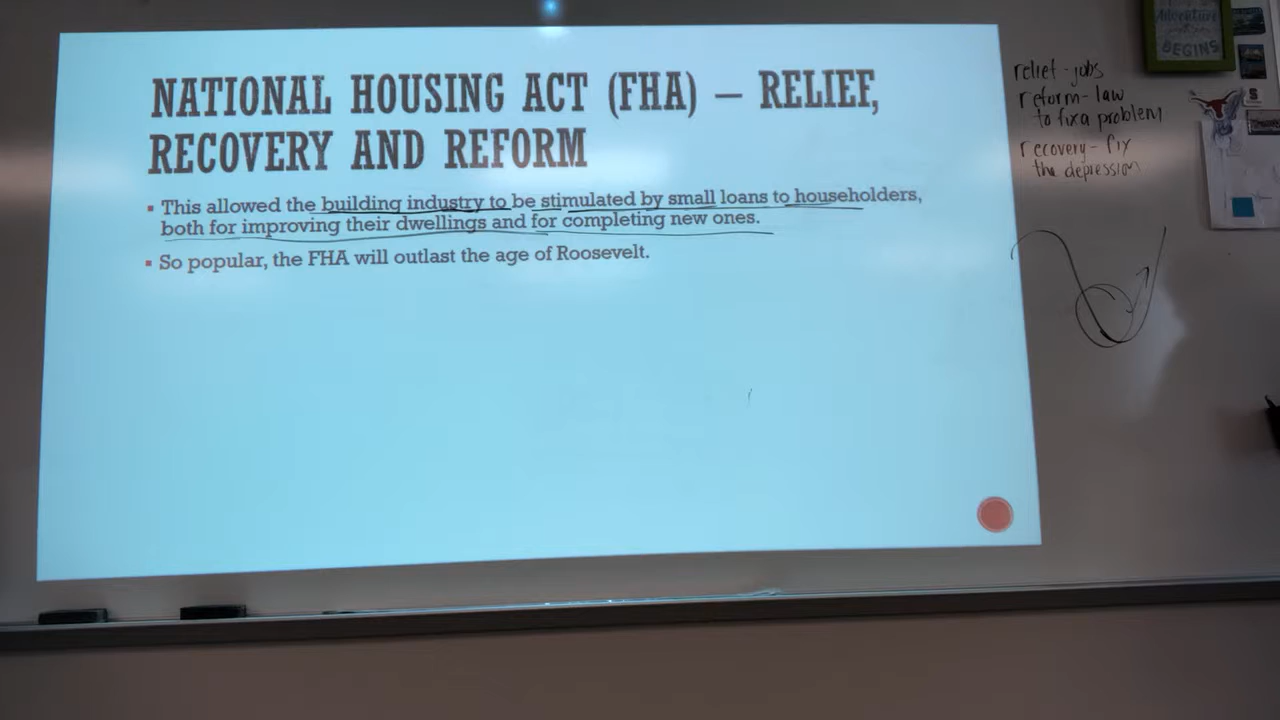 NATIONAL HOUSING ACT (FHA) – RELIEF,
RECOVERY AND REFORM
▪ This allowed the building industry to be stimulated by small loans to householders,
both for improving their dwellings and for completing new ones.
▪ So popular, the FHA will outlast the age of Roosevelt.
relief - jobs
reform - law
to fix a problem
recovery - fix
the depression
Adventure
BEGINS